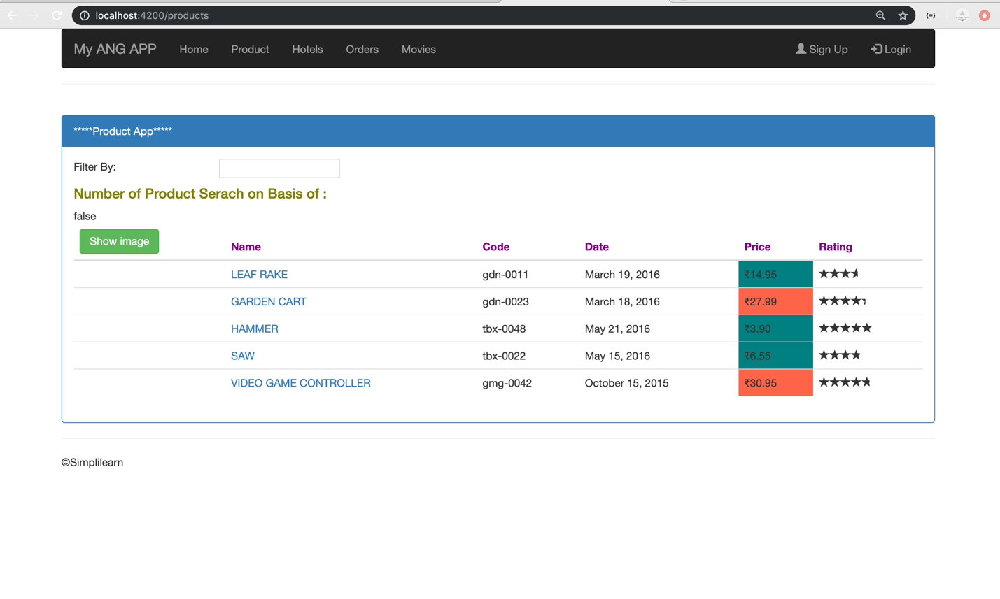 localhost:4200/products
My ANG APP Home Product Hotels Orders Movies Sign Up Login
*****Product App*****
Filter By:
Number of Product Serach on Basis of :
false
Show image Name Code Date Price Rating
LEAF RAKE gdn-0011 March 19, 2016 ₹14.95
GARDEN CART gdn-0023 March 18, 2016 ₹27.99
HAMMER tbx-0048 May 21, 2016 ₹3.90
SAW tbx-0022 May 15, 2016 ₹6.55
VIDEO GAME CONTROLLER gmg-0042 October 15, 2015 ₹30.95
©Simplilearn